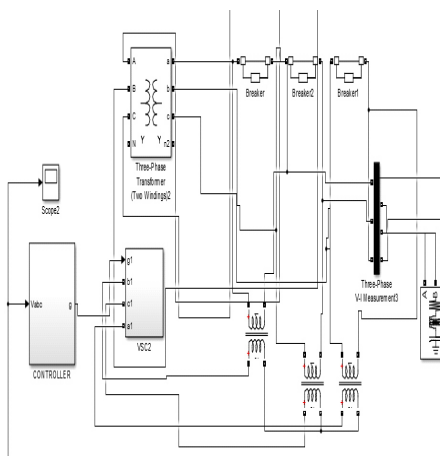 A
B
C
N
a
b
c
n2
Y Y
Three-Phase
Transformer
(Two Windings)2
Breaker
Breaker2
Breaker1
Scope2
Vabc
g
CONTROLLER
g1
b1
c1
a1
VSC2
Three-Phase
V-I Measurement3
A
B